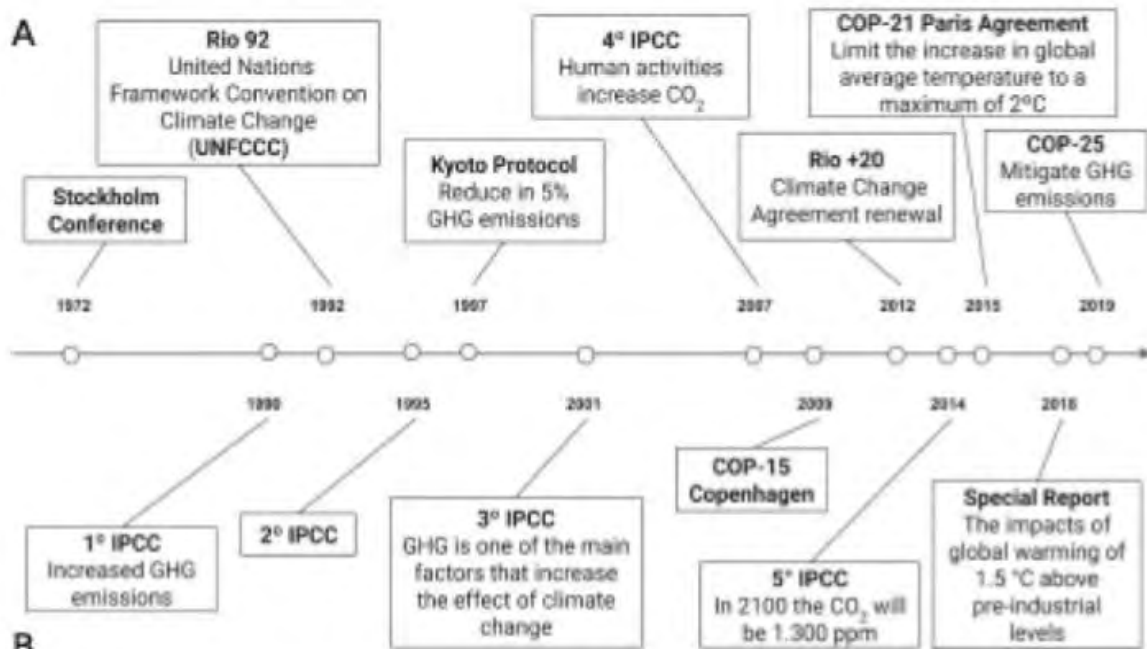 A
Rio 92
United Nations
Framework Convention on
Climate Change
(UNFCCC)
4º IPCC
Human activities
increase CO₂
COP-21 Paris Agreement
Limit the increase in global
average temperature to a
maximum of 2ºC
Stockholm
Conference
Kyoto Protocol
Reduce in 5%
GHG emissions
Rio +20
Climate Change
Agreement renewal
COP-25
Mitigate GHG
emissions
1972
1992
1997
2007
2012
2015
2019
1990
1995
2001
2009
2014
2018
1º IPCC
Increased GHG
emissions
2º IPCC
3º IPCC
GHG is one of the main
factors that increase
the effect of climate
change
COP-15
Copenhagen
5° IPCC
In 2100 the CO₂ will
be 1.300 ppm
Special Report
The impacts of
global warming of
1.5 °C above
pre-industrial
levels
B